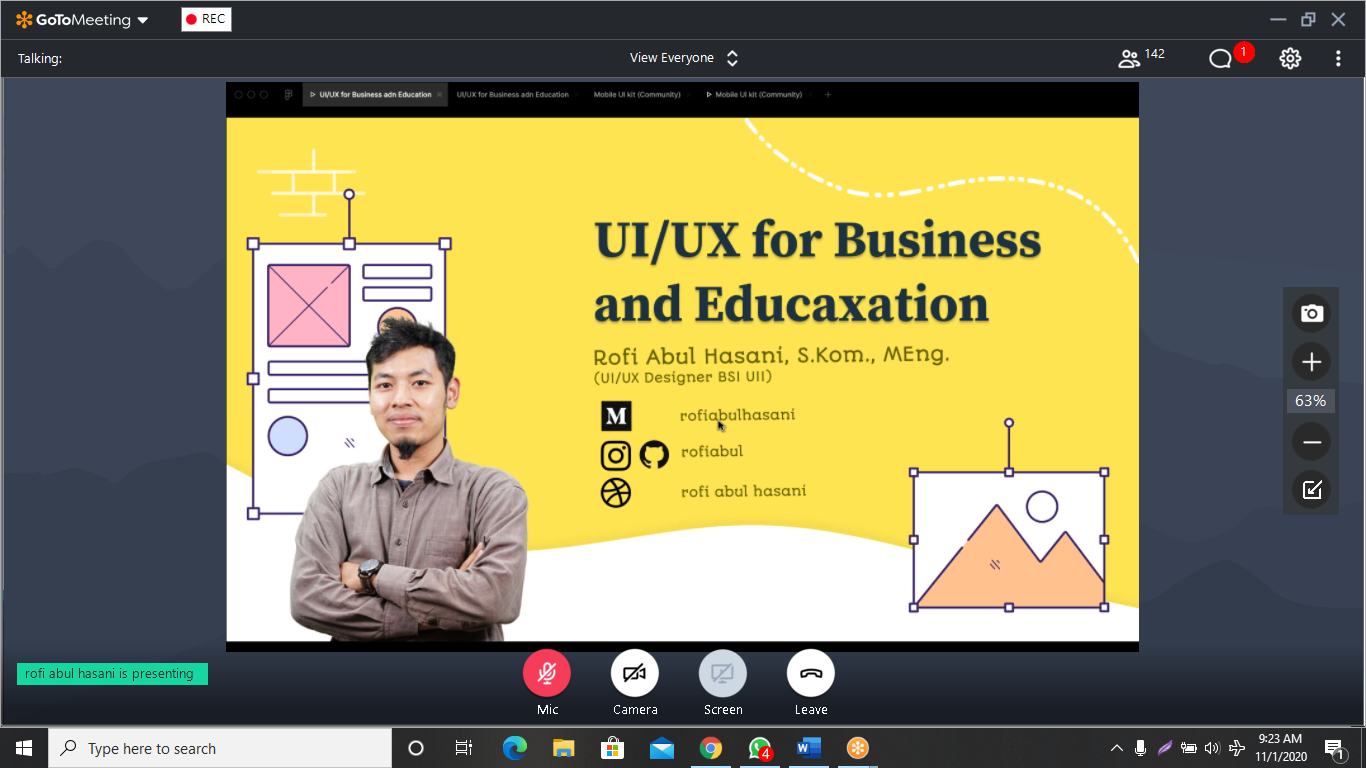 GoToMeeting
REC
Talking:
View Everyone
142
1
UI/UX for Business adn Education
UI/UX for Business adn Education
Mobile UI kit (Community)
Mobile UI kit (Community)
UI/UX for Business
and Educaxation
Rofi Abul Hasani, S.Kom., MEng.
(UI/UX Designer BSI UII)
M
rofiabulhasani
rofiabul
rofi abul hasani
63%
rofi abul hasani is presenting
Mic
Camera
Screen
Leave
Type here to search
4
W
9:23 AM
11/1/2020
1